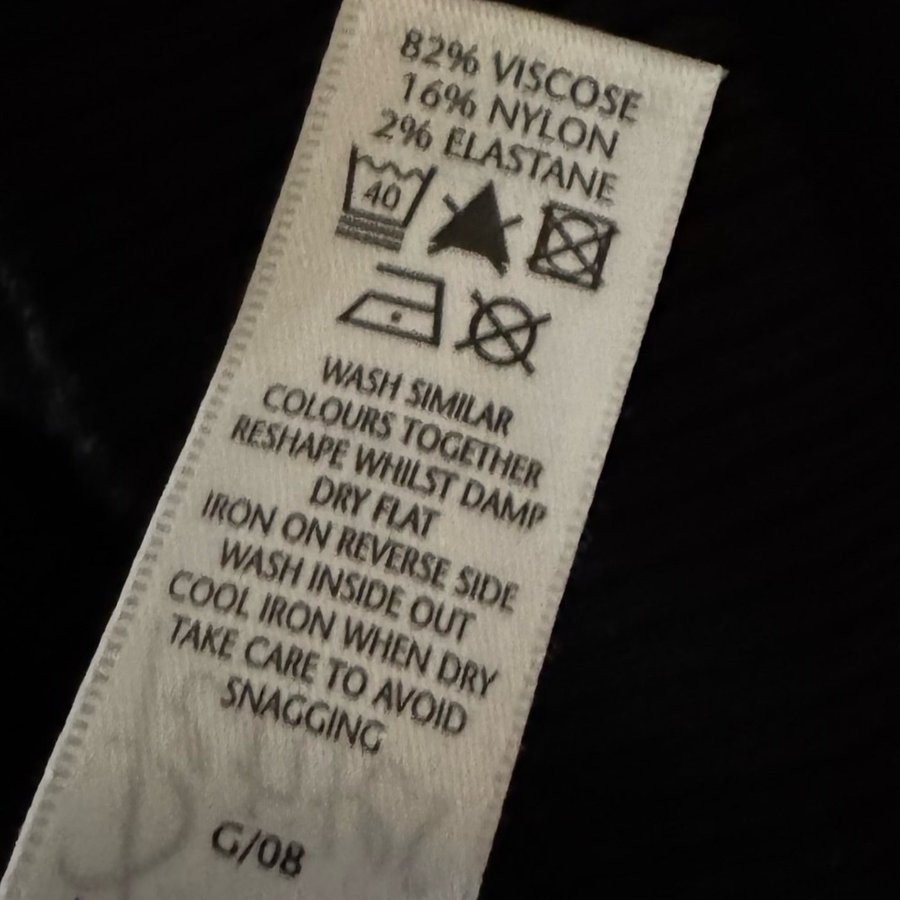 82% VISCOSE
16% NYLON
2% ELASTANE
40
WASH SIMILAR
COLOURS TOGETHER
RESHAPE WHILST DAMP
DRY FLAT
IRON ON REVERSE SIDE
WASH INSIDE OUT
COOL IRON WHEN DRY
TAKE CARE TO AVOID
SNAGGING
G/08